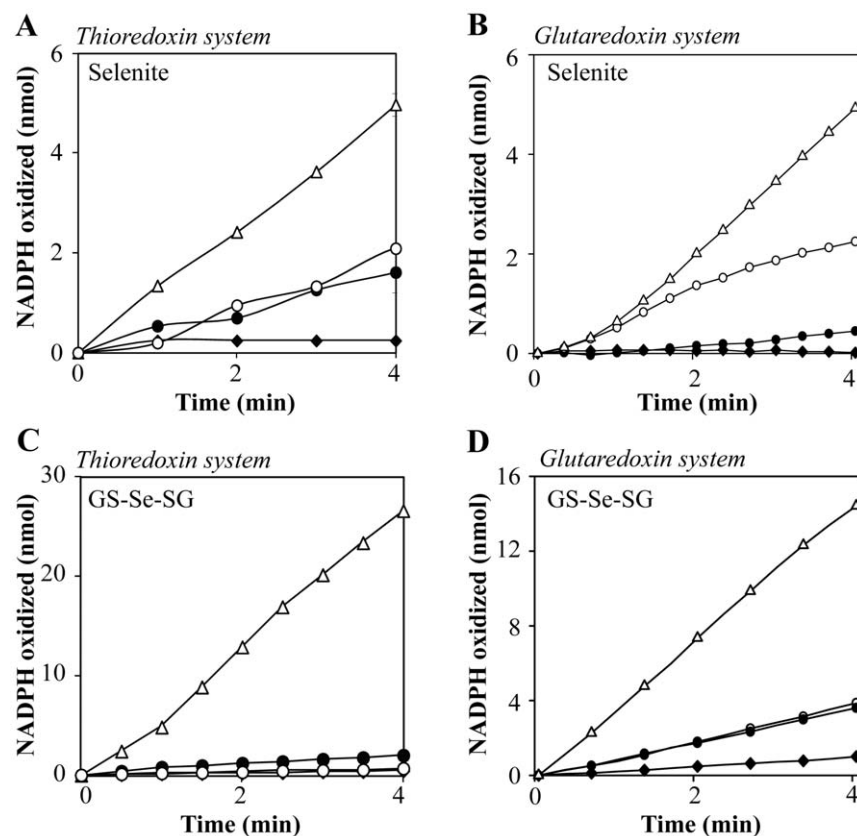 A
Thioredoxin system
Selenite
NADPH oxidized (nmol)
6
4
2
0
0
2
4
Time (min)
B
Glutaredoxin system
Selenite
NADPH oxidized (nmol)
6
4
2
0
0
2
4
Time (min)
C
Thioredoxin system
GS-Se-SG
NADPH oxidized (nmol)
30
20
10
0
0
2
4
Time (min)
D
Glutaredoxin system
GS-Se-SG
NADPH oxidized (nmol)
16
12
8
4
0
0
2
4
Time (min)